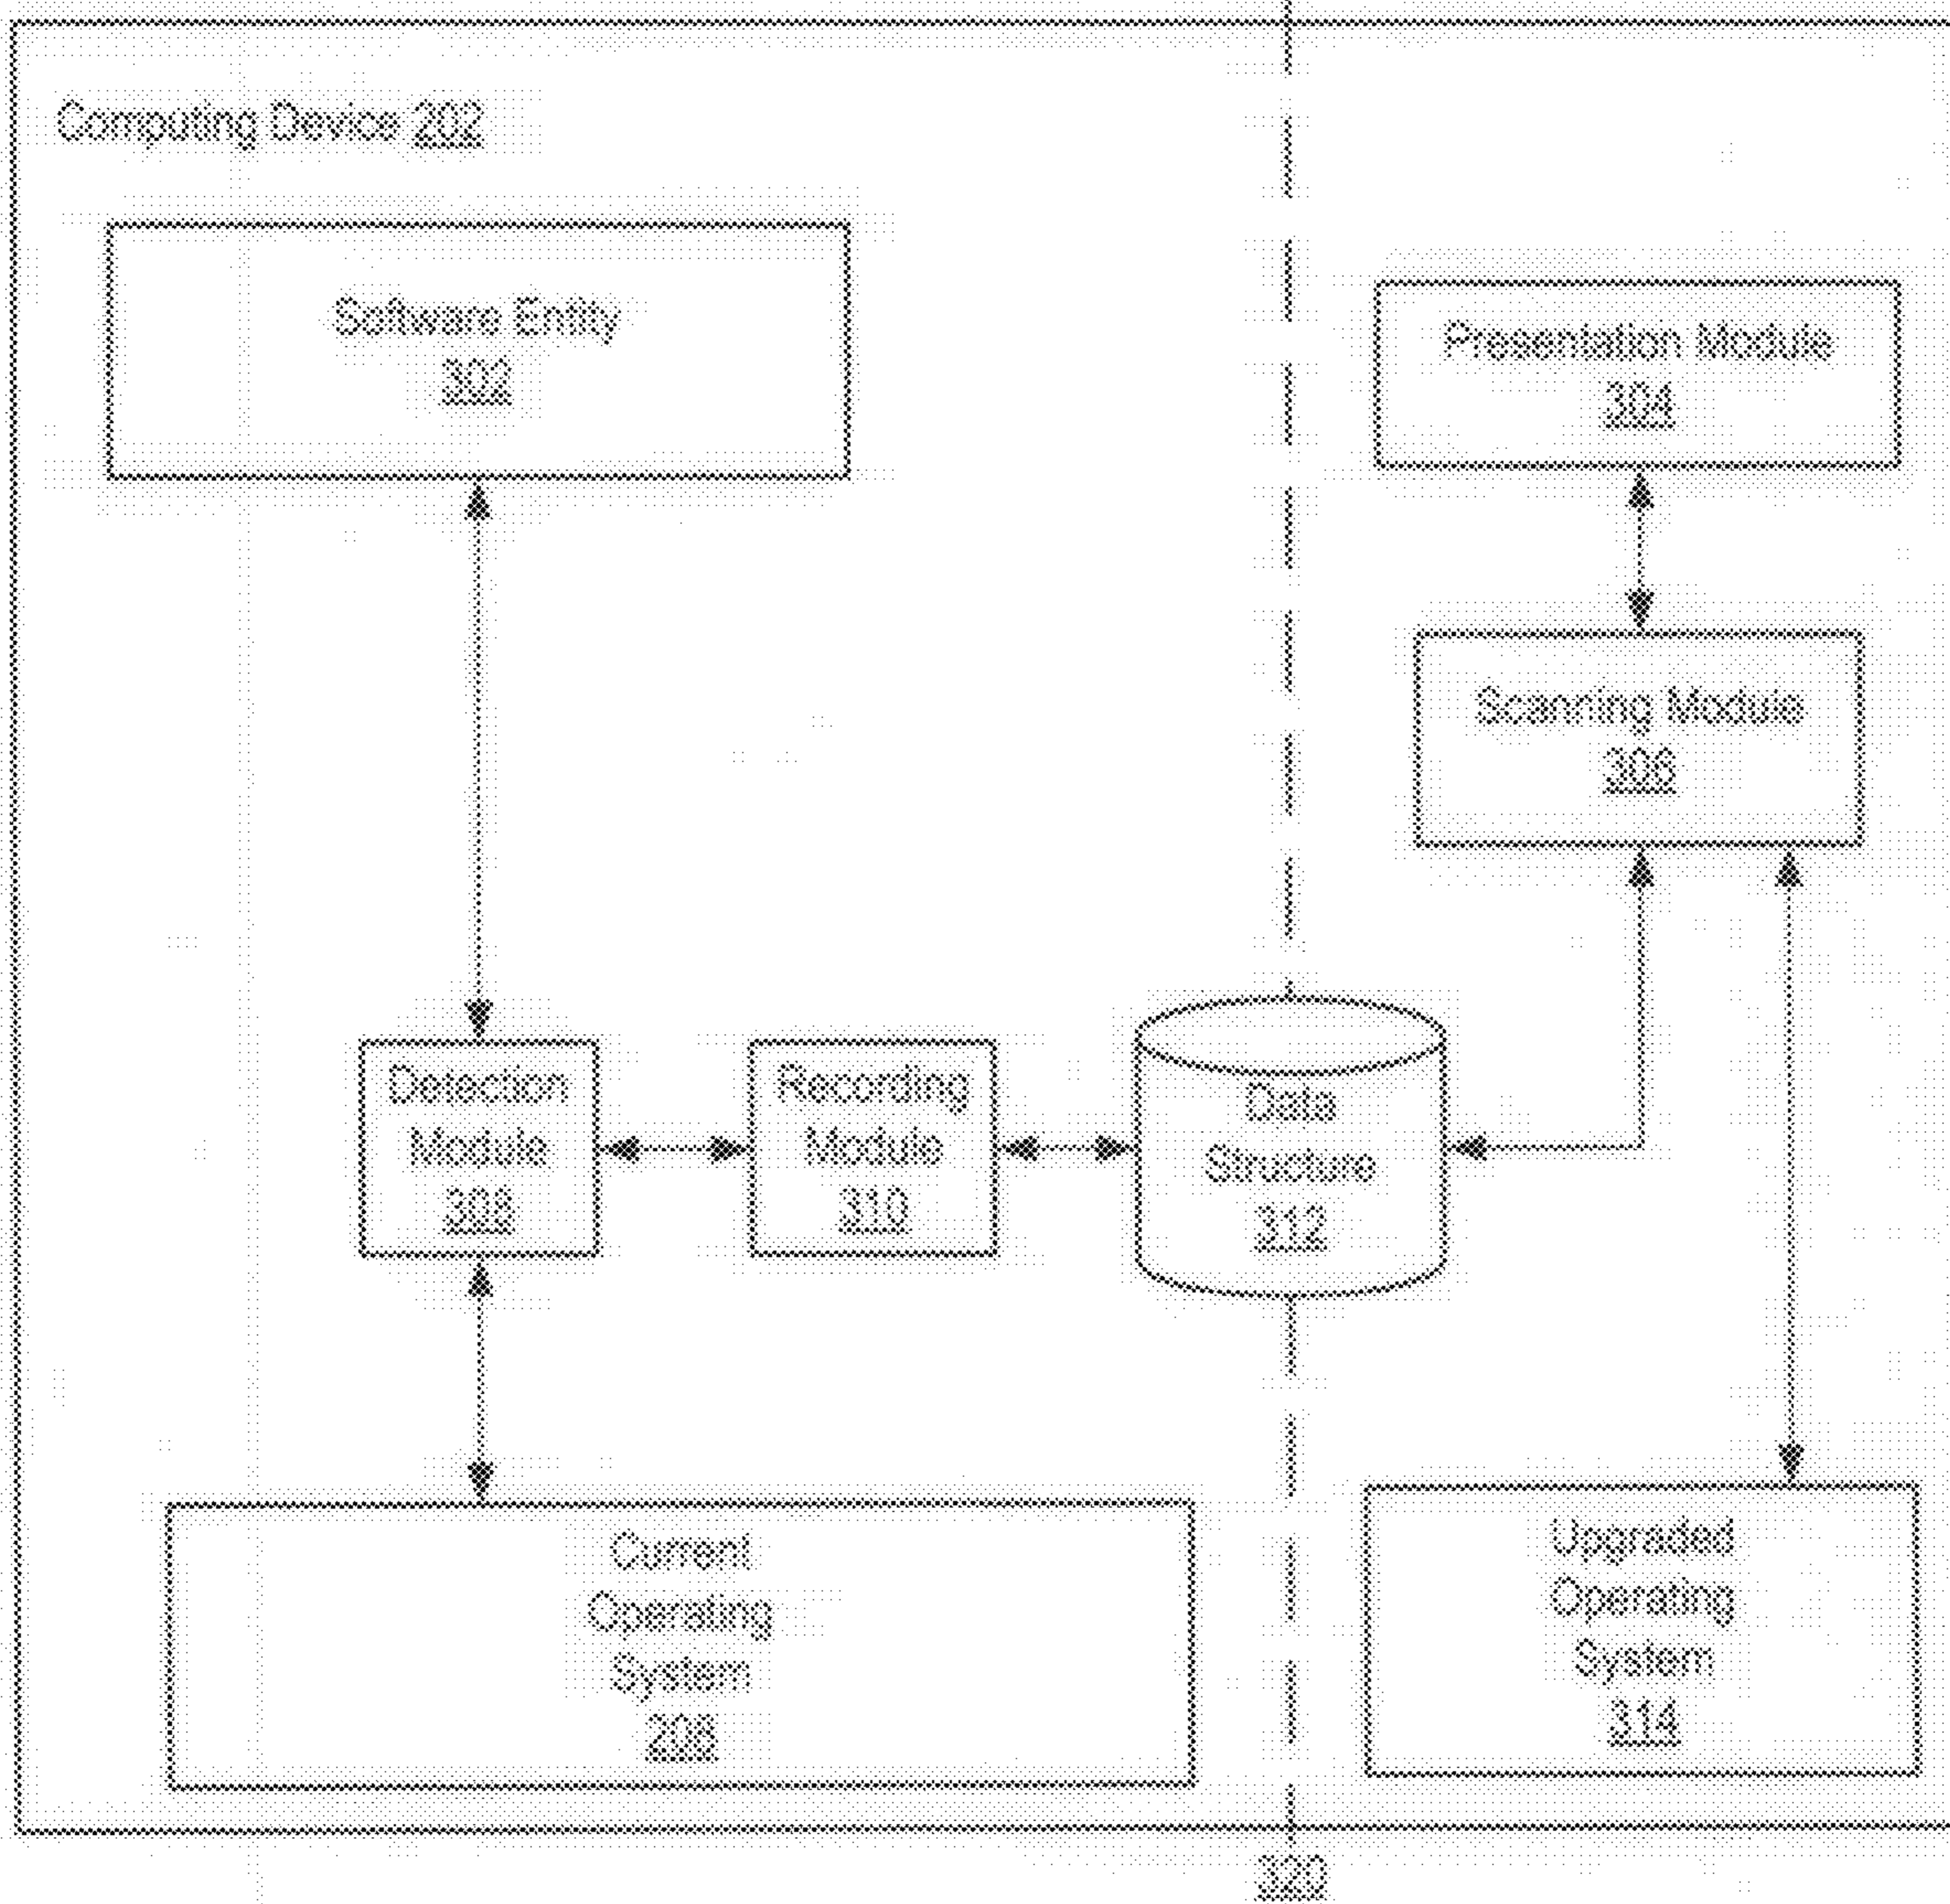 Computing Device 202
Software Entity
302
Presentation Module
304
Scanning Module
306
Detection
Module
308
Recording
Module
310
Data
Structure
312
Current
Operating
System
208
Upgraded
Operating
System
314
320